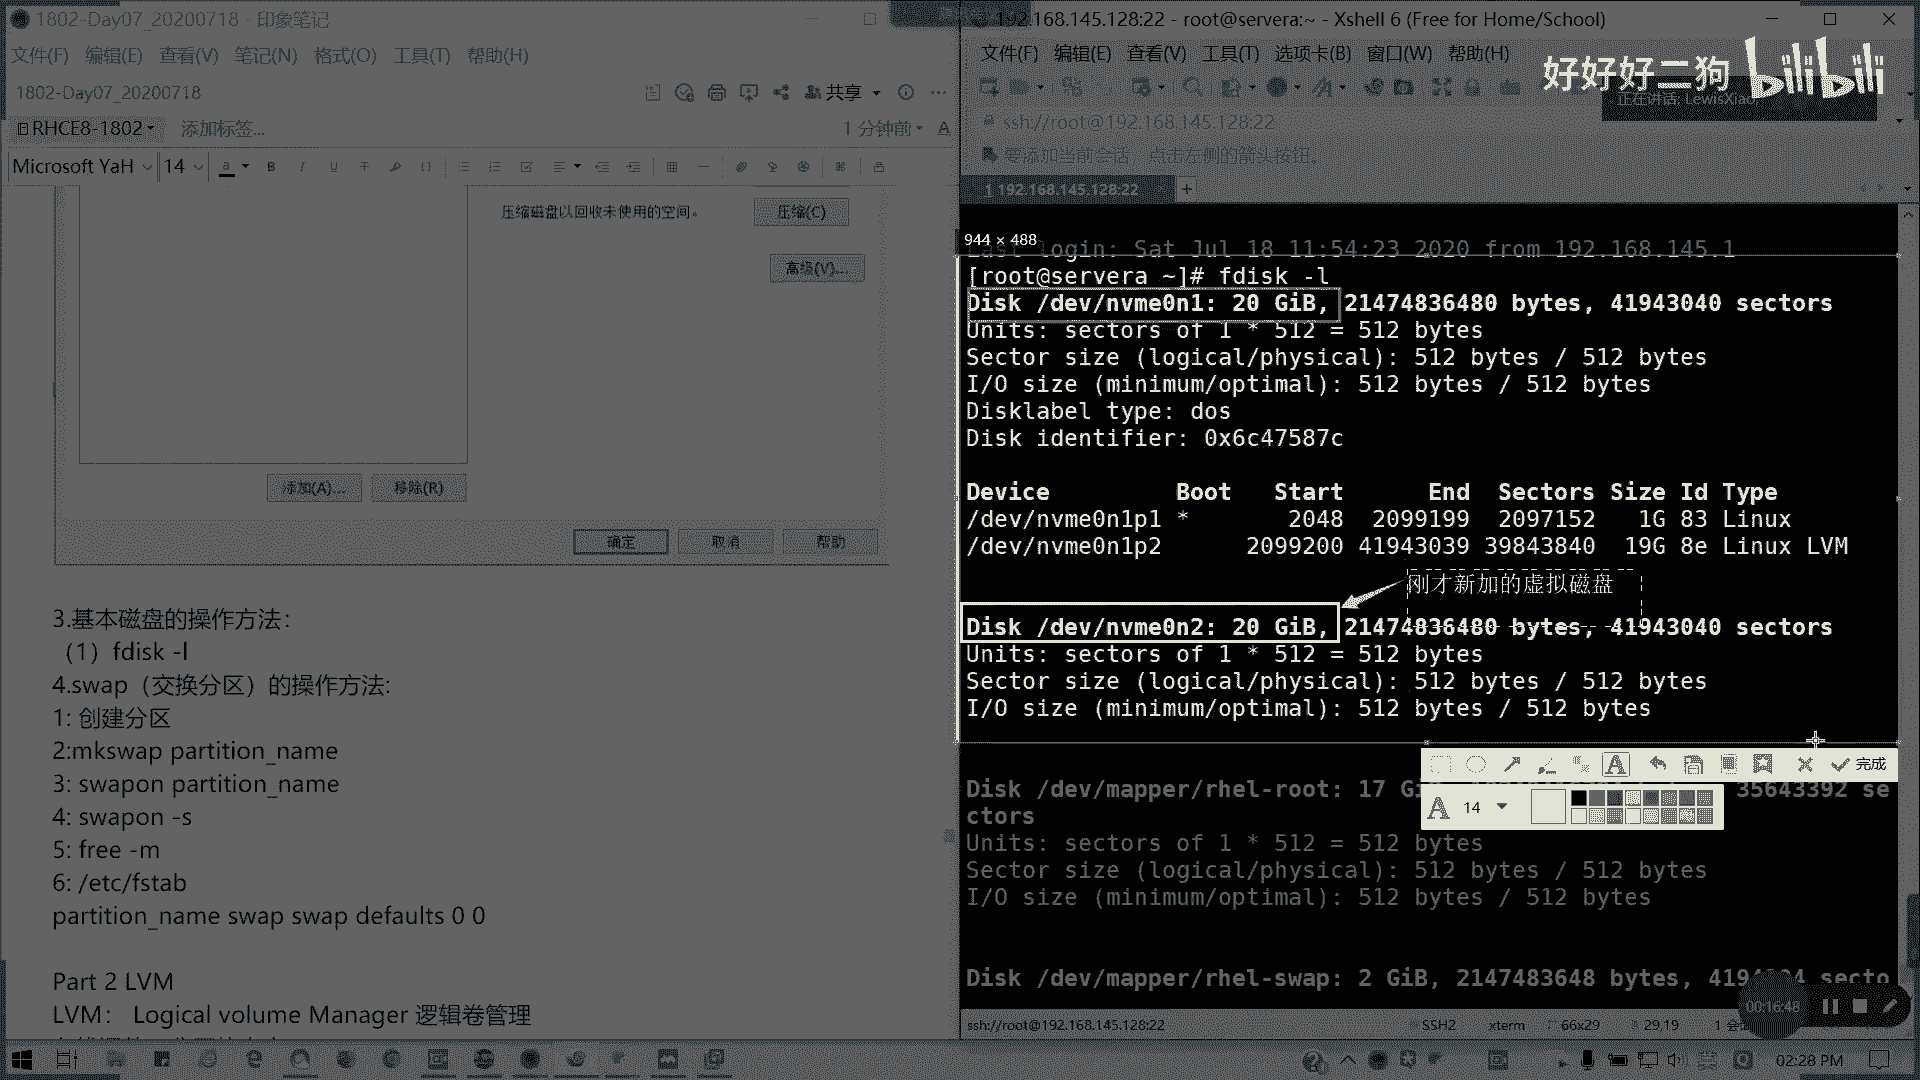 1802-Day07_20200718 - 印象笔记
文件(F) 编辑(E) 查看(V) 笔记(N) 格式(O) 工具(T) 帮助(H)
1802-Day07_20200718
共享
RHCE8-1802
添加标签...
1 分钟前
Microsoft YaH
14
压缩磁盘以回收未使用的空间。
压缩(C)
高级(V)...
添加(A)...
移除(R)
确定
取消
帮助
3.基本磁盘的操作方法：
（1）fdisk -l
4.swap（交换分区）的操作方法:
1: 创建分区
2:mkswap partition_name
3: swapon partition_name
4: swapon -s
5: free -m
6: /etc/fstab
partition_name swap swap defaults 0 0
Part 2 LVM
LVM： Logical volume Manager 逻辑卷管理
192.168.145.128:22 - root@servera:~ - Xshell 6 (Free for Home/School)
文件(F) 编辑(E) 查看(V) 工具(T) 选项卡(B) 窗口(W) 帮助(H)
好好好二狗 bilibili
正在讲话: LewisXiao
ssh://root@192.168.145.128:22
要添加当前会话，点击左侧的箭头按钮。
1 192.168.145.128:22
944 × 488
Last login: Sat Jul 18 11:54:23 2020 from 192.168.145.1
[root@servera ~]# fdisk -l
Disk /dev/nvme0n1: 20 GiB, 21474836480 bytes, 41943040 sectors
Units: sectors of 1 * 512 = 512 bytes
Sector size (logical/physical): 512 bytes / 512 bytes
I/O size (minimum/optimal): 512 bytes / 512 bytes
Disklabel type: dos
Disk identifier: 0x6c47587c
Device Boot Start End Sectors Size Id Type
/dev/nvme0n1p1 * 2048 2099199 2097152 1G 83 Linux
/dev/nvme0n1p2 2099200 41943039 39843840 19G 8e Linux LVM
刚才新加的虚拟磁盘
Disk /dev/nvme0n2: 20 GiB, 21474836480 bytes, 41943040 sectors
Units: sectors of 1 * 512 = 512 bytes
Sector size (logical/physical): 512 bytes / 512 bytes
I/O size (minimum/optimal): 512 bytes / 512 bytes
完成
A 14
Disk /dev/mapper/rhel-root: 17 Gi 35643392 se
ctors
Units: sectors of 1 * 512 = 512 bytes
Sector size (logical/physical): 512 bytes / 512 bytes
I/O size (minimum/optimal): 512 bytes / 512 bytes
Disk /dev/mapper/rhel-swap: 2 GiB, 2147483648 bytes, secto
00:16:48
ssh://root@192.168.145.128:22
SSH2
xterm
66x29
29,19
02:28 PM